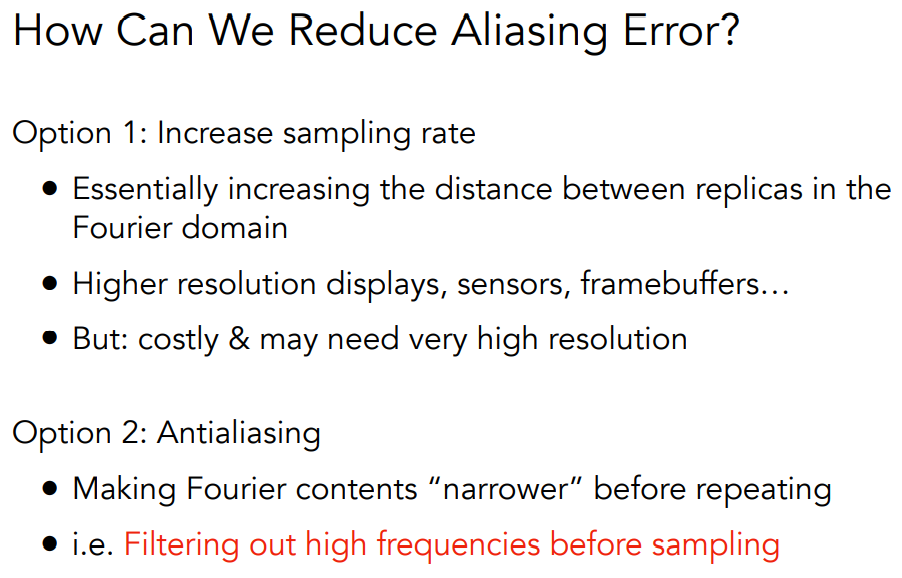 How Can We Reduce Aliasing Error?
Option 1: Increase sampling rate
• Essentially increasing the distance between replicas in the
Fourier domain
• Higher resolution displays, sensors, framebuffers…
• But: costly & may need very high resolution
Option 2: Antialiasing
• Making Fourier contents “narrower” before repeating
• i.e. Filtering out high frequencies before sampling